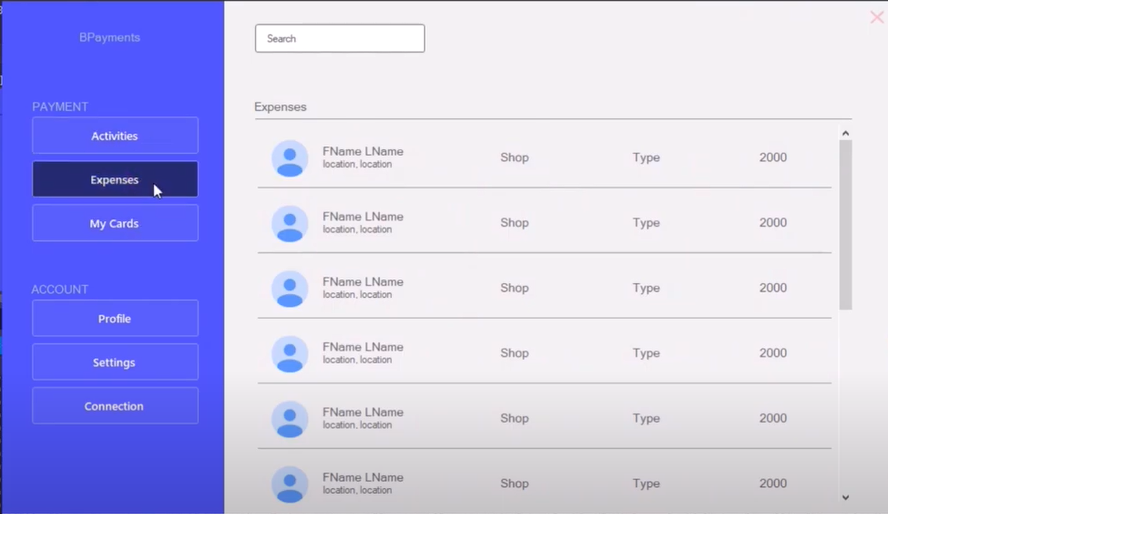 BPayments
PAYMENT
Activities
Expenses
My Cards
ACCOUNT
Profile
Settings
Connection
Search
Expenses
FName LName
location, location
Shop
Type
2000
FName LName
location, location
Shop
Type
2000
FName LName
location, location
Shop
Type
2000
FName LName
location, location
Shop
Type
2000
FName LName
location, location
Shop
Type
2000
FName LName
location, location
Shop
Type
2000